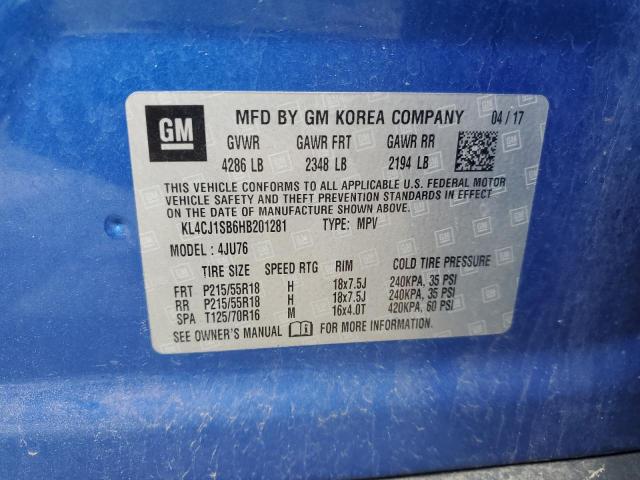 GM MFD BY GM KOREA COMPANY 04/17
GVWR GAWR FRT GAWR RR
4286 LB 2348 LB 2194 LB
THIS VEHICLE CONFORMS TO ALL APPLICABLE U.S. FEDERAL MOTOR
VEHICLE SAFETY AND THEFT PREVENTION STANDARDS IN EFFECT
ON THE DATE OF MANUFACTURE SHOWN ABOVE.
KL4CJ1SB6HB201281 TYPE: MPV
MODEL: 4JU76
TIRE SIZE SPEED RTG RIM COLD TIRE PRESSURE
FRT P215/55R18 H 18x7.5J 240KPA, 35 PSI
RR P215/55R18 H 18x7.5J 240KPA, 35 PSI
SPA T125/70R16 M 16x4.0T 420KPA, 60 PSI
SEE OWNER'S MANUAL FOR MORE INFORMATION.